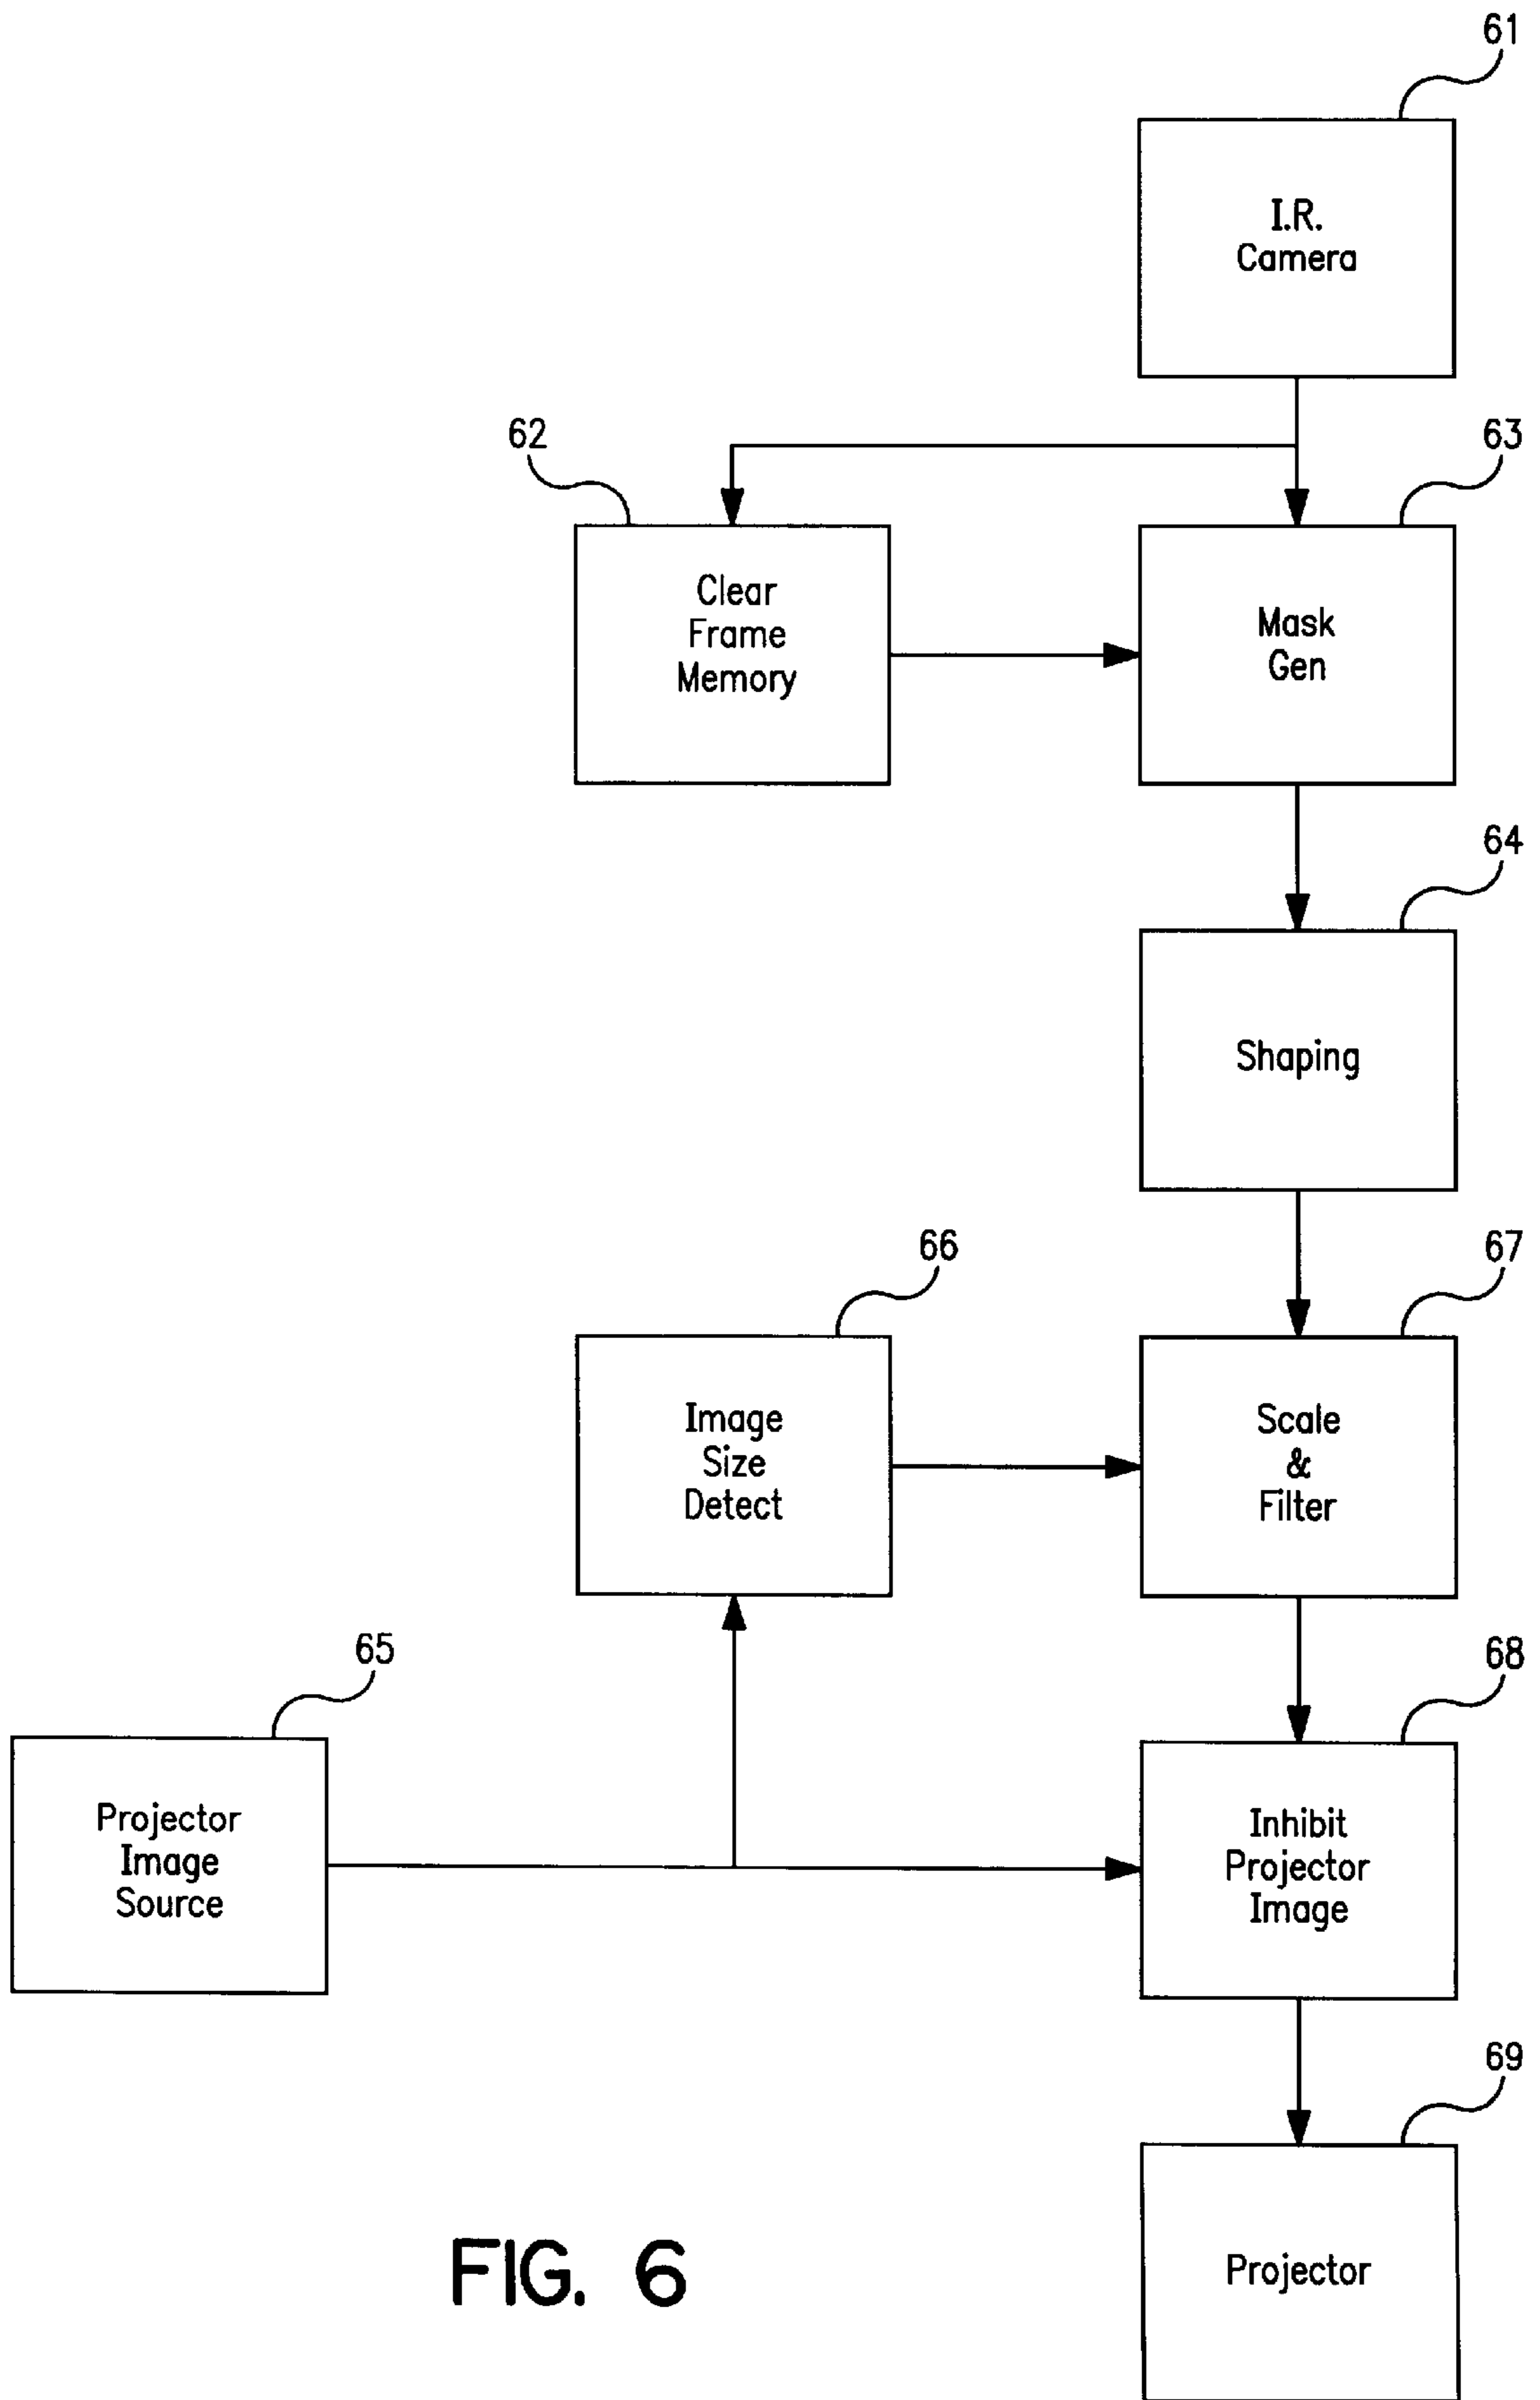 61
I.R.
Camera
62
63
Clear
Frame
Memory
Mask
Gen
64
Shaping
66
67
Image
Size
Detect
Scale
&
Filter
65
68
Projector
Image
Source
Inhibit
Projector
Image
69
Projector
FIG. 6